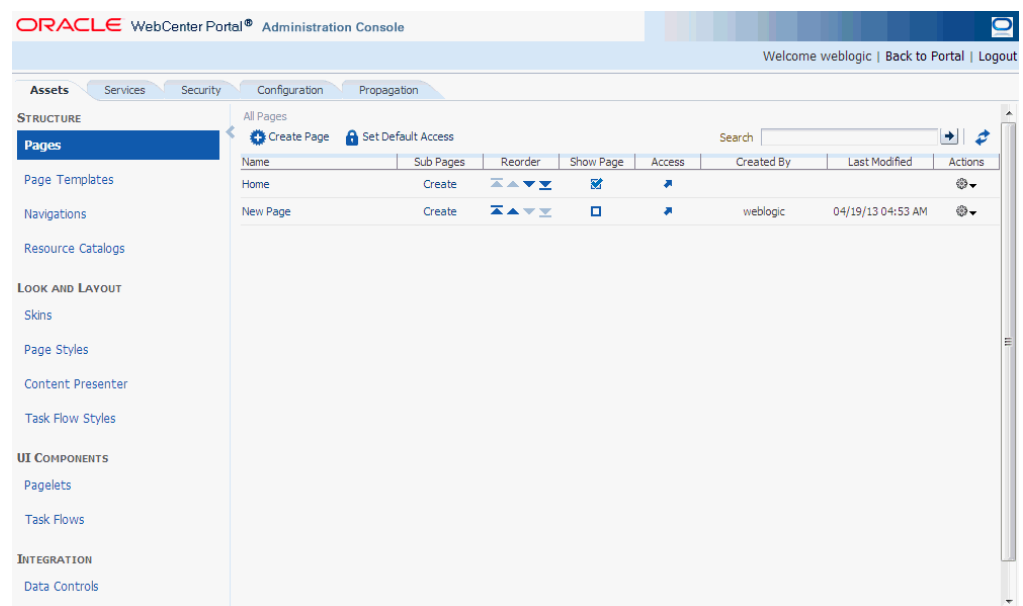 ORACLE WebCenter Portal® Administration Console
Welcome weblogic | Back to Portal | Logout
Assets Services Security Configuration Propagation
STRUCTURE
Pages
Page Templates
Navigations
Resource Catalogs
LOOK AND LAYOUT
Skins
Page Styles
Content Presenter
Task Flow Styles
UI COMPONENTS
Pagelets
Task Flows
INTEGRATION
Data Controls
All Pages
Create Page Set Default Access Search
Name Sub Pages Reorder Show Page Access Created By Last Modified Actions
Home Create
New Page Create weblogic 04/19/13 04:53 AM